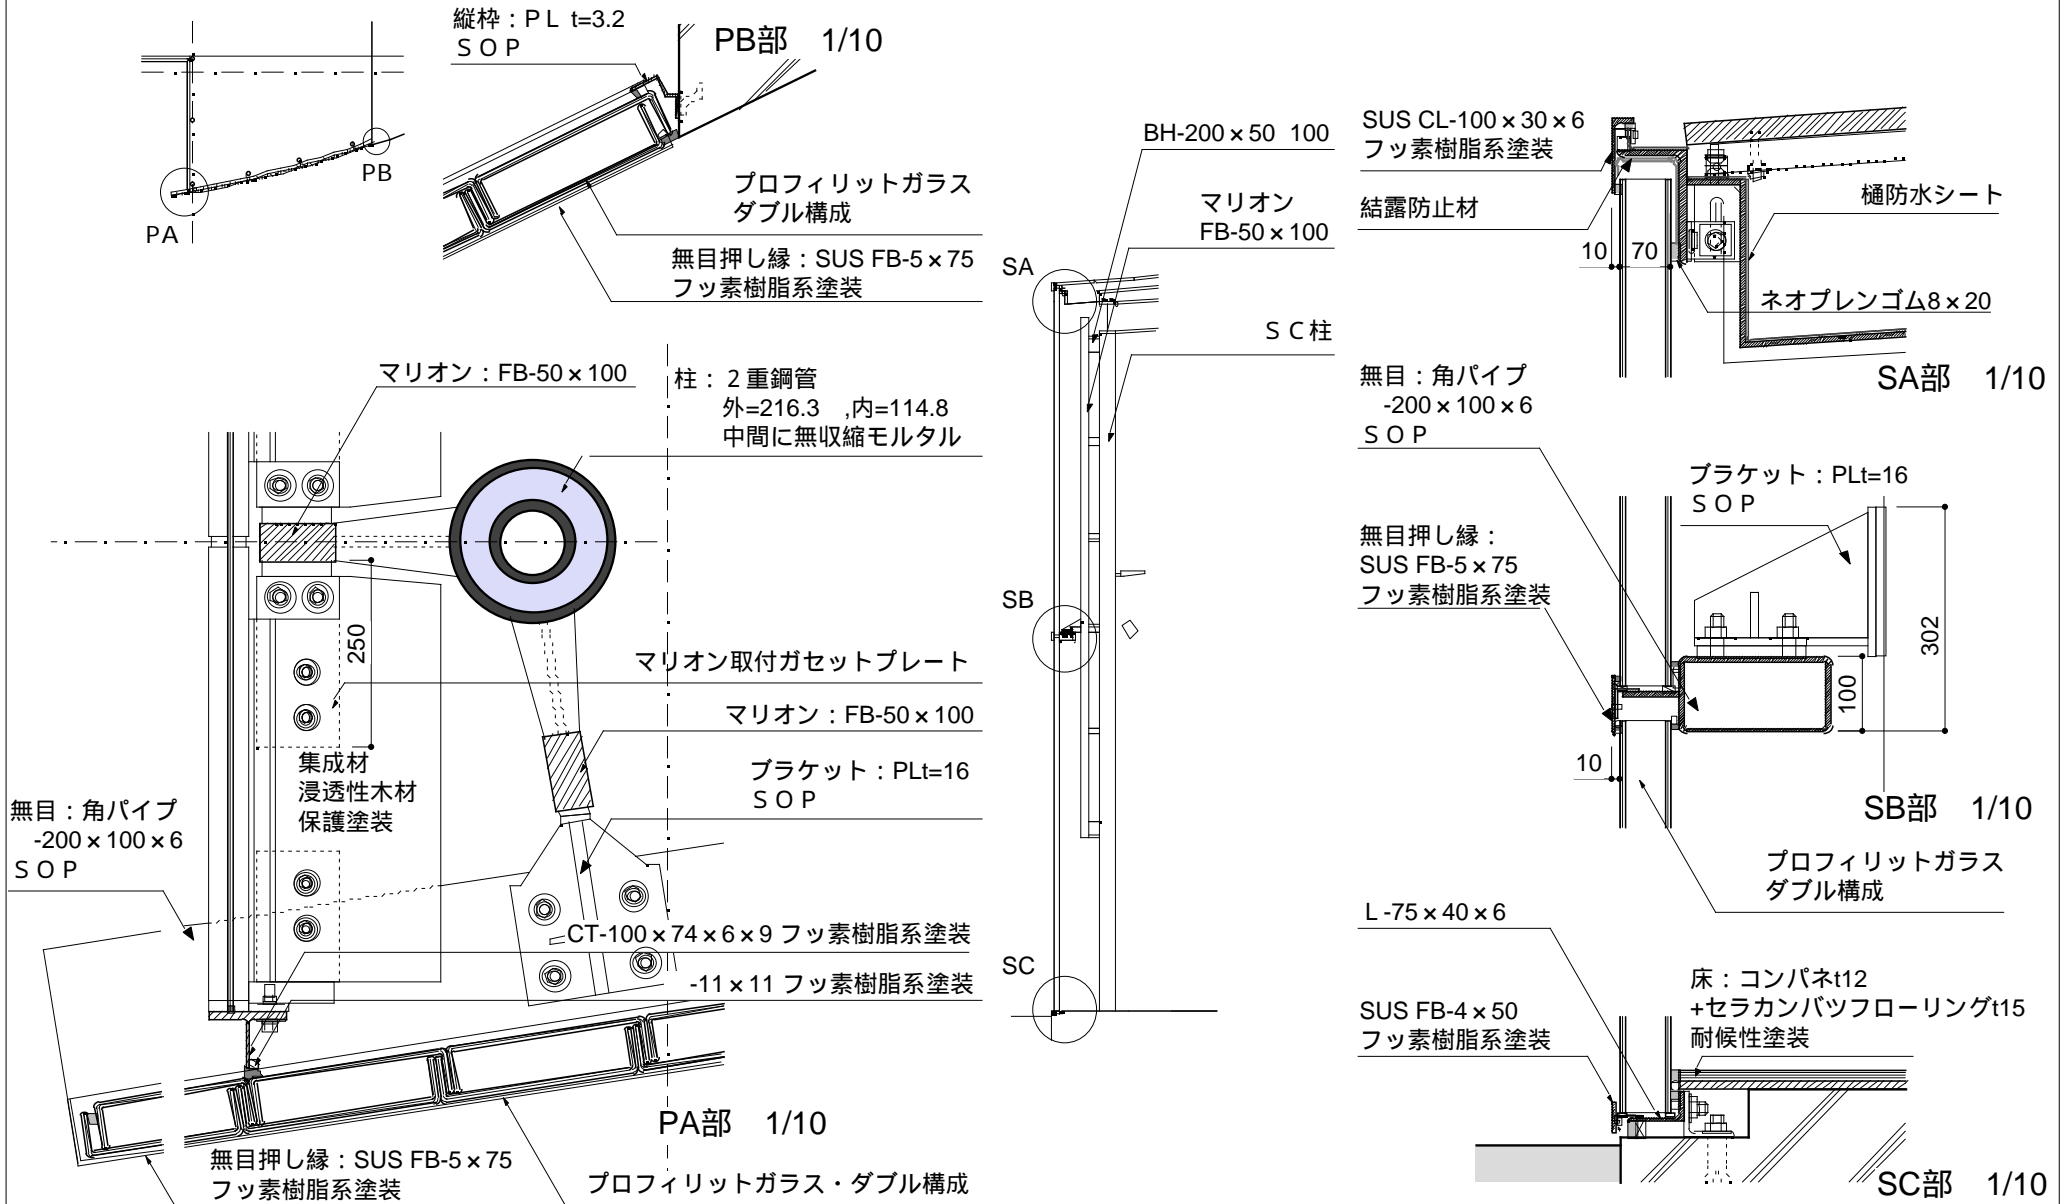 縦枠：ＰＬ t=3.2
ＳＯＰ
PB部　1/10
PB
PA
プロフィリットガラス
ダブル構成
無目押し縁：SUS FB-5×75
フッ素樹脂系塗装
マリオン：FB-50×100
柱：２重鋼管
外=216.3　,内=114.8
中間に無収縮モルタル
250
マリオン取付ガセットプレート
マリオン：FB-50×100
ブラケット：PLt=16
ＳＯＰ
集成材
浸透性木材
保護塗装
無目：角パイプ
-200×100×6
ＳＯＰ
CT-100×74×6×9 フッ素樹脂系塗装
-11×11 フッ素樹脂系塗装
PA部　1/10
無目押し縁：SUS FB-5×75
フッ素樹脂系塗装
プロフィリットガラス・ダブル構成
BH-200×50 100
マリオン
FB-50×100
SA
ＳＣ柱
SB
SC
SUS CL-100×30×6
フッ素樹脂系塗装
結露防止材
樋防水シート
10
70
ネオプレンゴム8×20
SA部　1/10
無目：角パイプ
-200×100×6
ＳＯＰ
ブラケット：PLt=16
ＳＯＰ
無目押し縁：
SUS FB-5×75
フッ素樹脂系塗装
302
100
10
SB部　1/10
プロフィリットガラス
ダブル構成
L -75×40×6
床：コンパネt12
+セラカンバツフローリングt15
耐候性塗装
SUS FB-4×50
フッ素樹脂系塗装
SC部　1/10